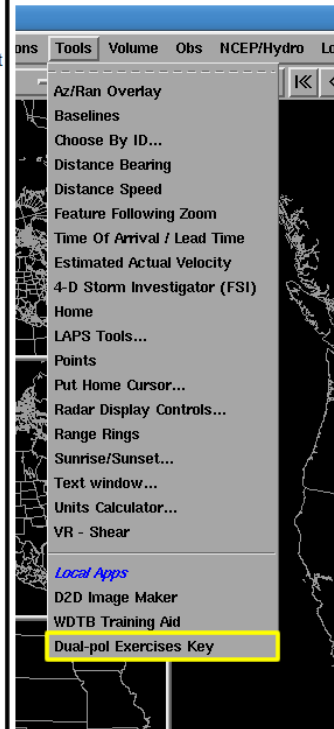 ons Tools Volume Obs NCEP/Hydro Lo
Az/Ran Overlay
Baselines
Choose By ID...
Distance Bearing
Distance Speed
Feature Following Zoom
Time Of Arrival / Lead Time
Estimated Actual Velocity
4-D Storm Investigator (FSI)
Home
LAPS Tools...
Points
Put Home Cursor...
Radar Display Controls...
Range Rings
Sunrise/Sunset...
Text window...
Units Calculator...
VR - Shear
Local Apps
D2D Image Maker
WDTB Training Aid
Dual-pol Exercises Key